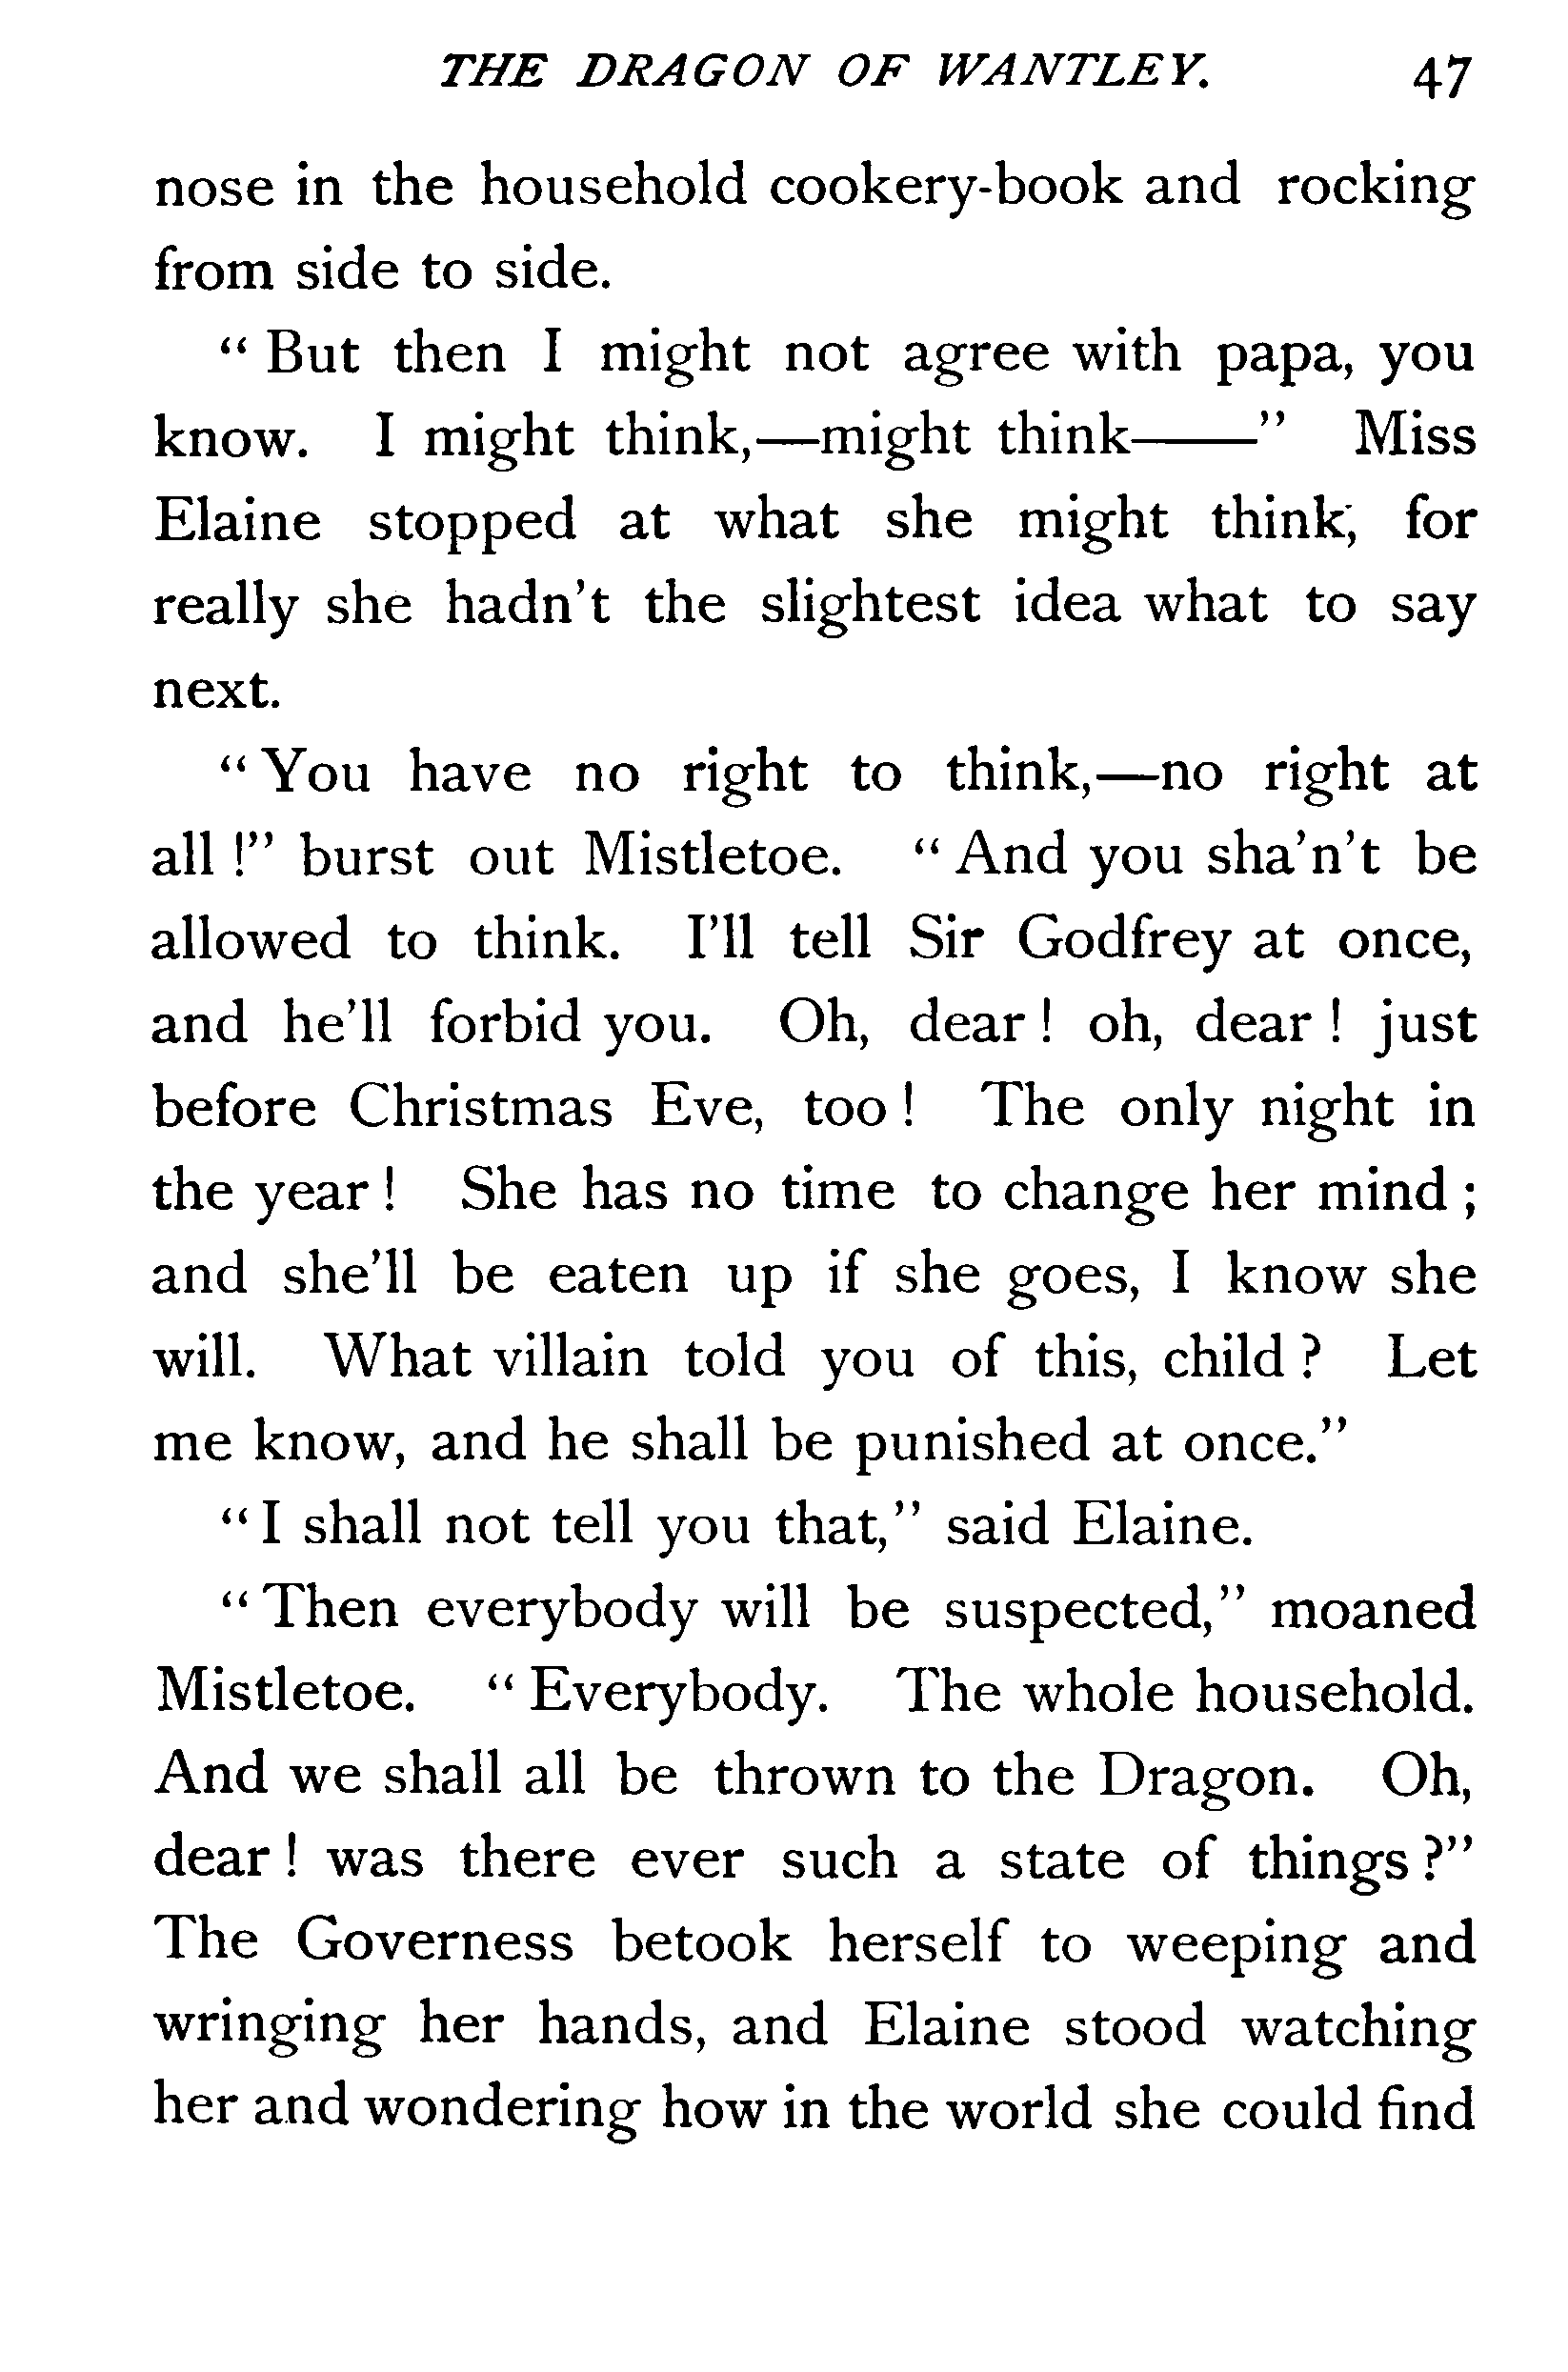 THE DRAGON OF WANTLEY. 47
nose in the household cookery-book and rocking
from side to side.
“But then I might not agree with papa, you
know. I might think,—might think——” Miss
Elaine stopped at what she might think, for
really she hadn’t the slightest idea what to say
next.
“You have no right to think,—no right at
all!” burst out Mistletoe. “And you sha’n’t be
allowed to think. I’ll tell Sir Godfrey at once,
and he’ll forbid you. Oh, dear! oh, dear! just
before Christmas Eve, too! The only night in
the year! She has no time to change her mind;
and she’ll be eaten up if she goes, I know she
will. What villain told you of this, child? Let
me know, and he shall be punished at once.”
“I shall not tell you that,” said Elaine.
“Then everybody will be suspected,” moaned
Mistletoe. “Everybody. The whole household.
And we shall all be thrown to the Dragon. Oh,
dear! was there ever such a state of things?”
The Governess betook herself to weeping and
wringing her hands, and Elaine stood watching
her and wondering how in the world she could find